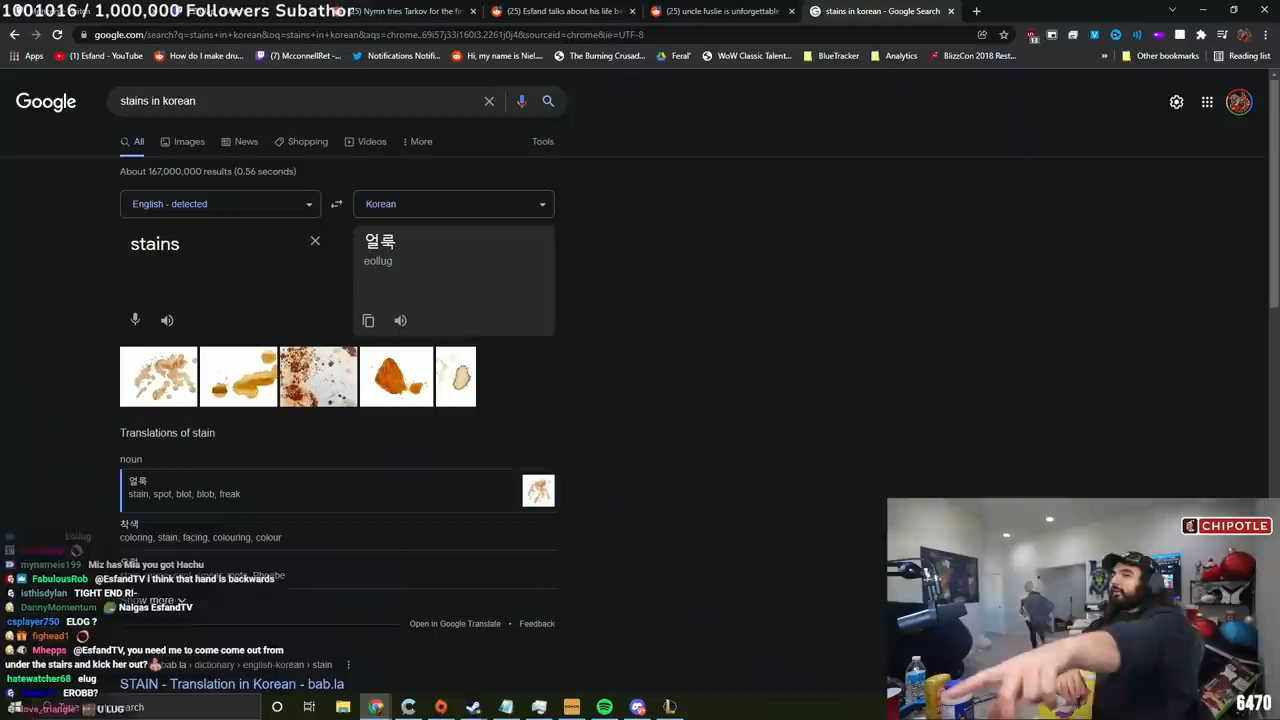 1001016 / 1,000,000 Followers Subathon
Nymn tries Tarkov for the fi
(25) Esfand talks about his life be
(25) uncle fuslie is unforgettable
stains in korean - Google Search
google.com/search?q=stains+in+korean&oq=stains+in+korean&aqs=chrome..69i57j33i160l3.2261j0j4&sourceid=chrome&ie=UTF-8
Apps
(1) Esfand - YouTube
How do I make dru...
(7) McconnellRet -...
Notifications Notifi...
Hi, my name is Niel...
The Burning Crusad...
Feral'
WoW Classic Talent...
BlueTracker
Analytics
BlizzCon 2018 Rest...
Other bookmarks
Reading list
Google
stains in korean
All
Images
News
Shopping
Videos
More
Tools
About 167,000,000 results (0.56 seconds)
English - detected
Korean
stains
얼룩
eollug
Translations of stain
noun
얼룩
stain, spot, blot, blob, freak
착색
coloring, stain, facing, colouring, colour
Show more
Open in Google Translate • Feedback
bab.la › dictionary › english-korean › stain
STAIN - Translation in Korean - bab.la
Eollug
mynameis199 Miz has Mia you got Hachu
FabulousRob @EsfandTV i think that hand is backwards
isthisdylan TIGHT END RI-
DannyMomentum Nalgas EsfandTV
csplayer750 ELOG ?
fighead1
Mhepps @EsfandTV, you need me to come come out from
under the stairs and kick her out?
hatewatcher68 elug
EROBB?
love_triangle U LUG
search
CHIPOTLE
6470